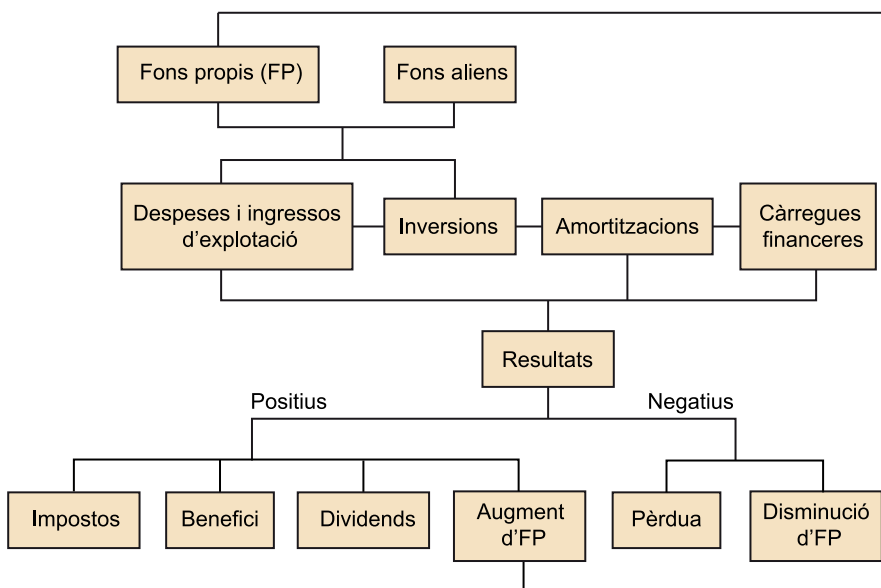 Fons propis (FP)
Fons aliens
Despeses i ingressos
d’explotació
Inversions
Amortitzacions
Càrregues
financeres
Resultats
Positius
Negatius
Impostos
Benefici
Dividends
Augment
d’FP
Pèrdua
Disminució
d’FP